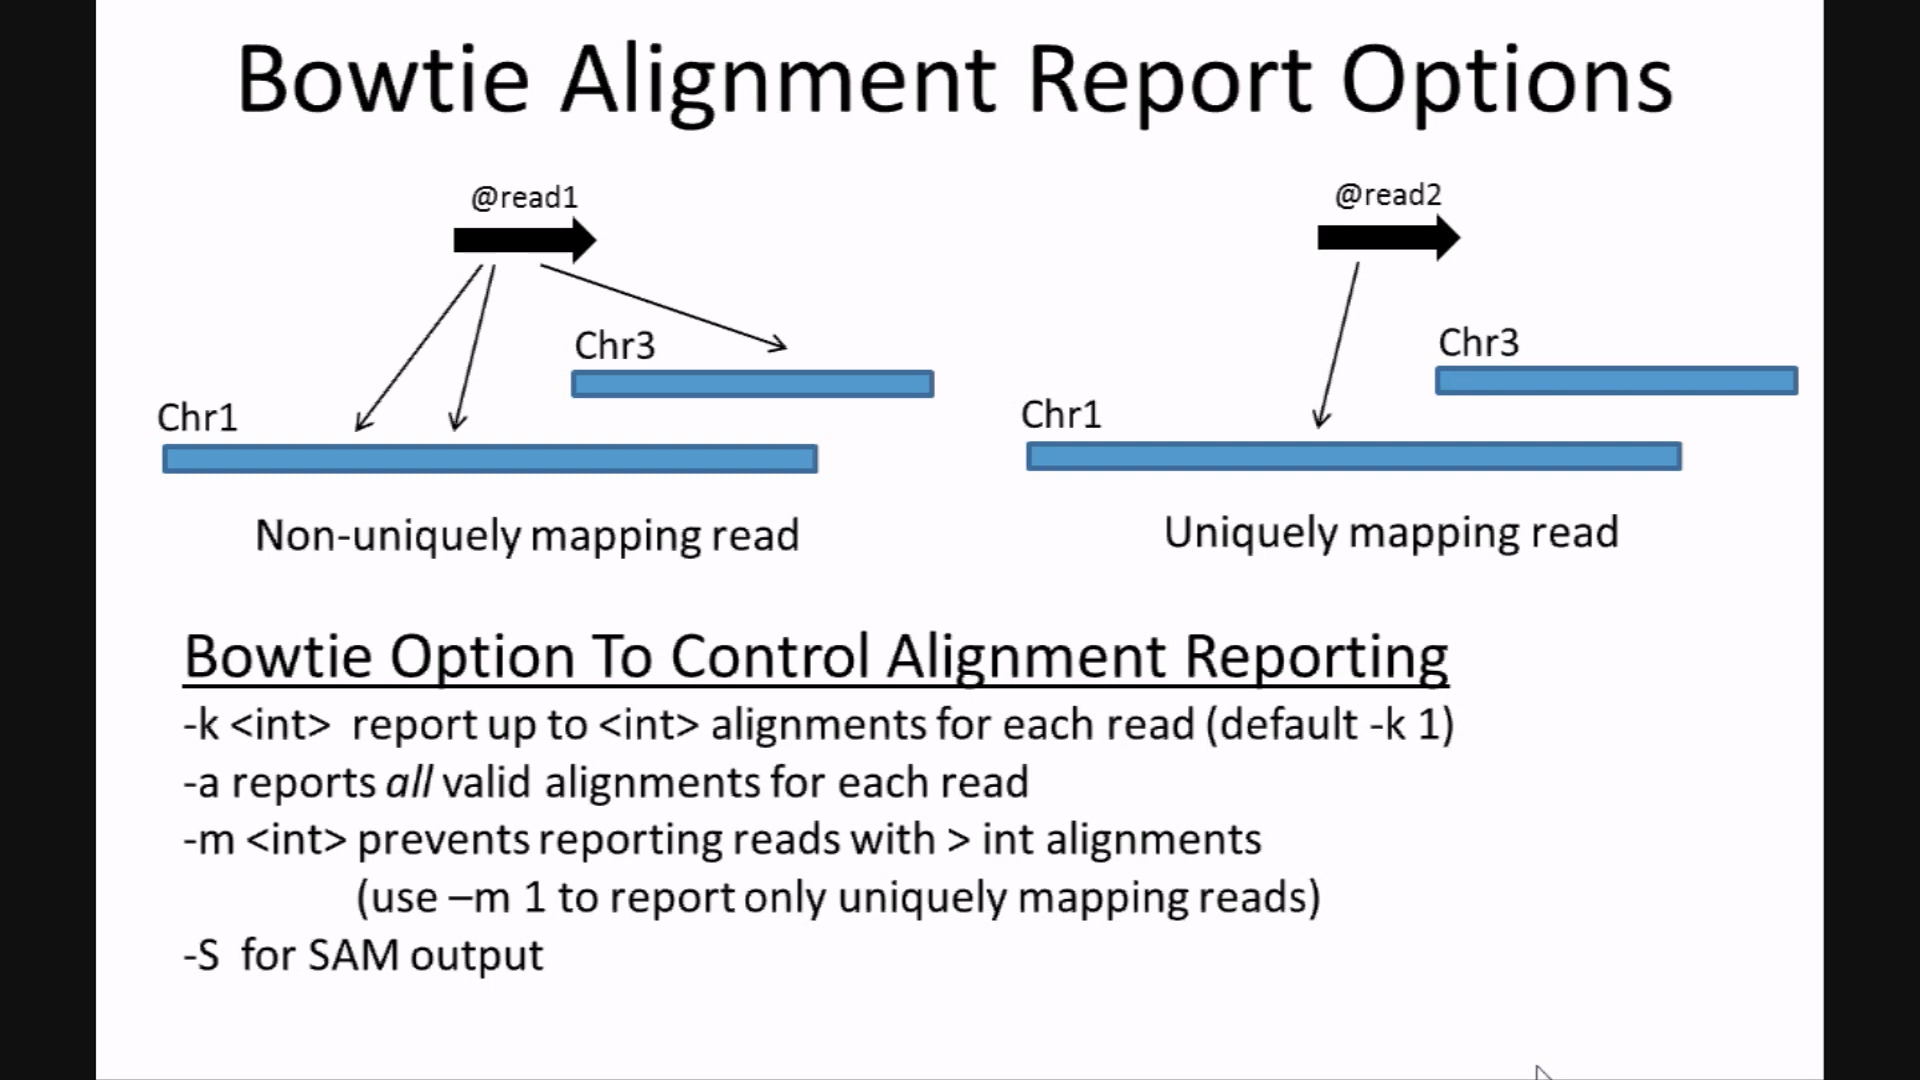 Bowtie Alignment Report Options
@read1
@read2
Chr3
Chr1
Chr3
Chr1
Non-uniquely mapping read
Uniquely mapping read
Bowtie Option To Control Alignment Reporting
-k <int> report up to <int> alignments for each read (default -k 1)
-a reports all valid alignments for each read
-m <int> prevents reporting reads with > int alignments
(use –m 1 to report only uniquely mapping reads)
-S for SAM output